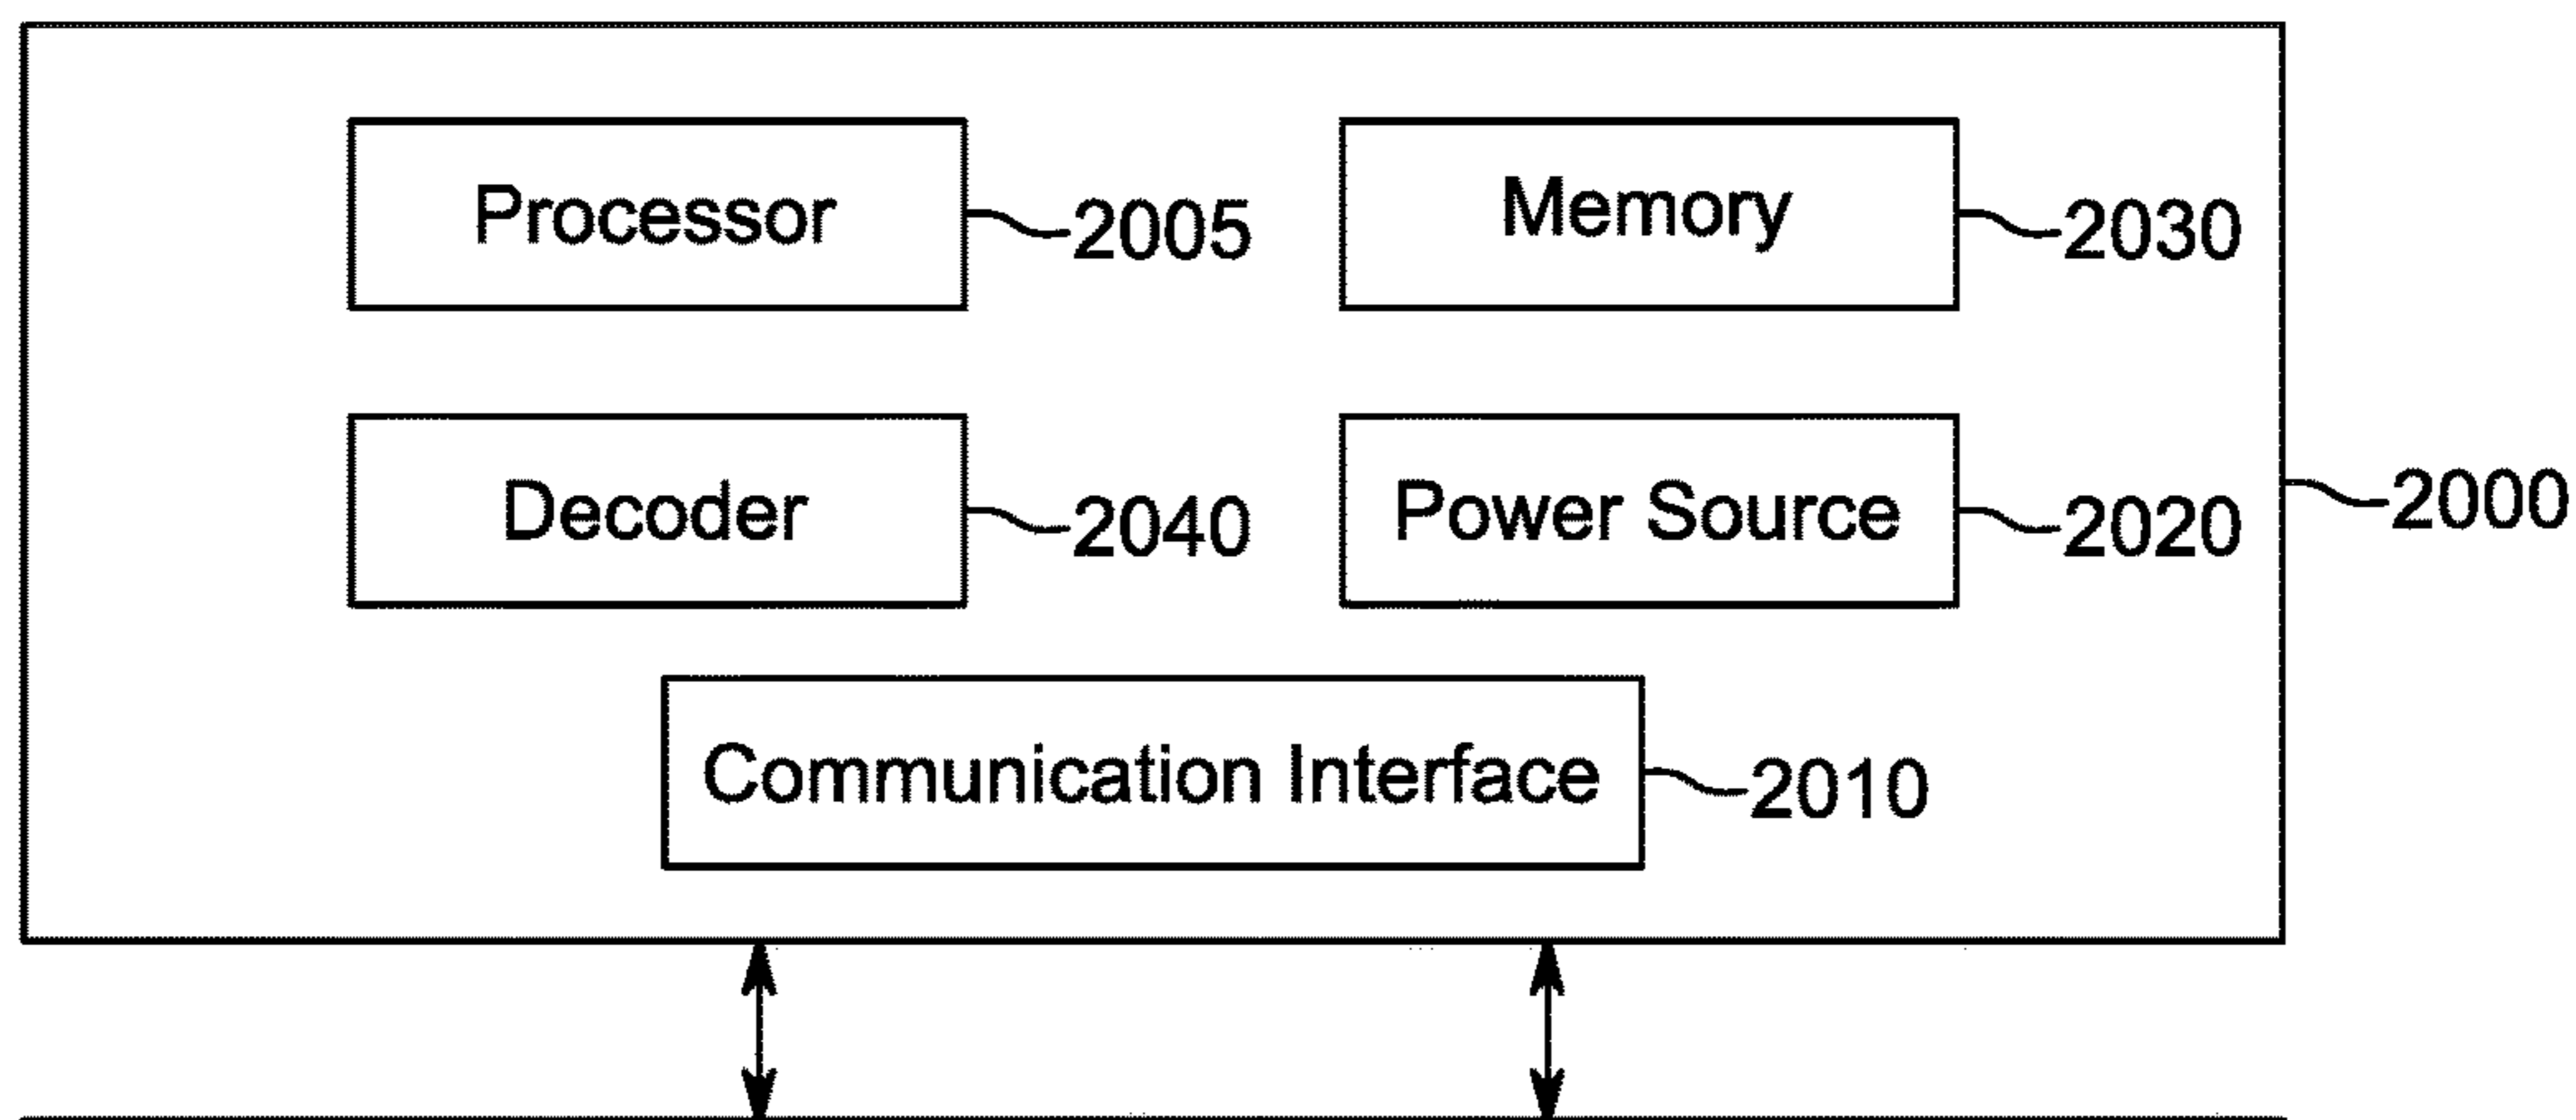 Processor 2005
Memory 2030
Decoder 2040
Power Source 2020
2000
Communication Interface 2010